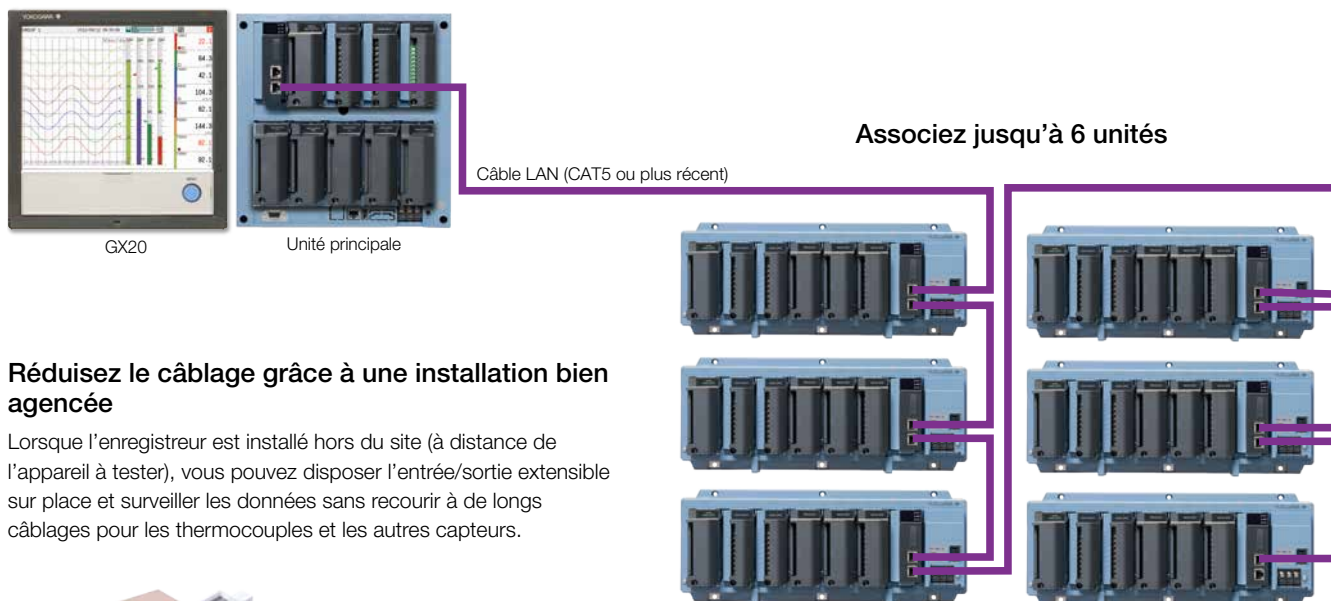 YOKOGAWA
GX20
Unité principale
Câble LAN (CAT5 ou plus récent)
Associez jusqu'à 6 unités
Réduisez le câblage grâce à une installation bien
agencée
Lorsque l'enregistreur est installé hors du site (à distance de
l'appareil à tester), vous pouvez disposer l'entrée/sortie extensible
sur place et surveiller les données sans recourir à de longs
câblages pour les thermocouples et les autres capteurs.